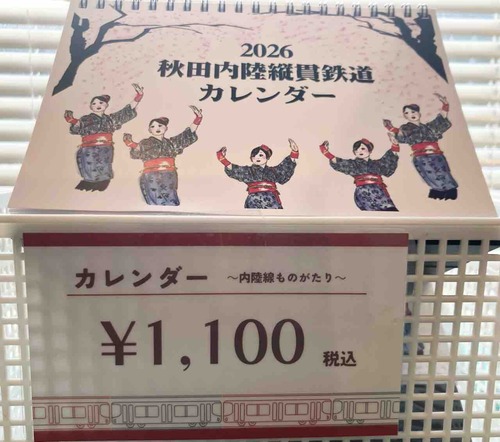 2026
秋田内陸縦貫鉄道
カレンダー
カレンダー ～内陸線ものがたり～
¥1,100 税込